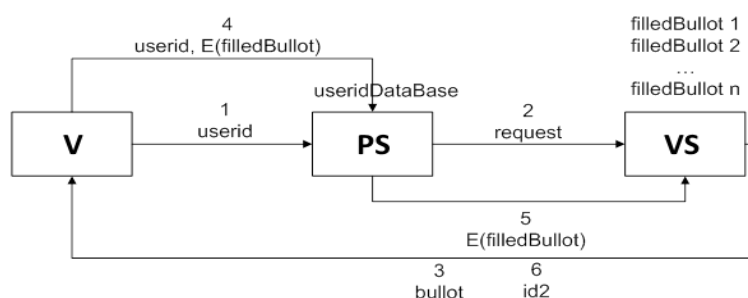 4
userid, E(filledBullot)
filledBullot 1
filledBullot 2
...
filledBullot n
useridDataBase
1
userid
2
request
V
PS
VS
5
E(filledBullot)
3 6
bullot id2